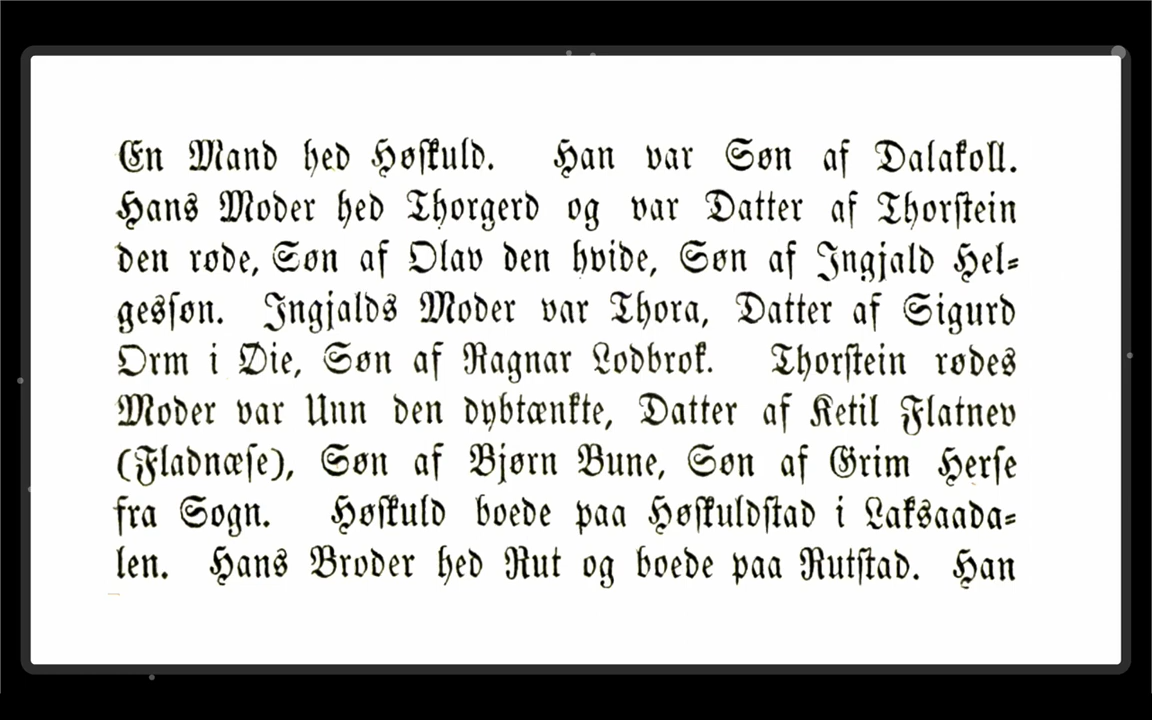 En Mand hed Høskuld. Han var Søn af Dalakoll.
Hans Moder hed Thorgerd og var Datter af Thorstein
den røde, Søn af Olav den hvide, Søn af Ingjald Hel-
gessøn. Ingjalds Moder var Thora, Datter af Sigurd
Orm i Øie, Søn af Ragnar Lodbrok. Thorstein rødes
Moder var Unn den dybtænkte, Datter af Ketil Flatnev
(Fladnæse), Søn af Bjørn Bune, Søn af Grim Herse
fra Sogn. Høskuld boede paa Høskuldstad i Laksaada-
len. Hans Broder hed Rut og boede paa Rutstad. Han